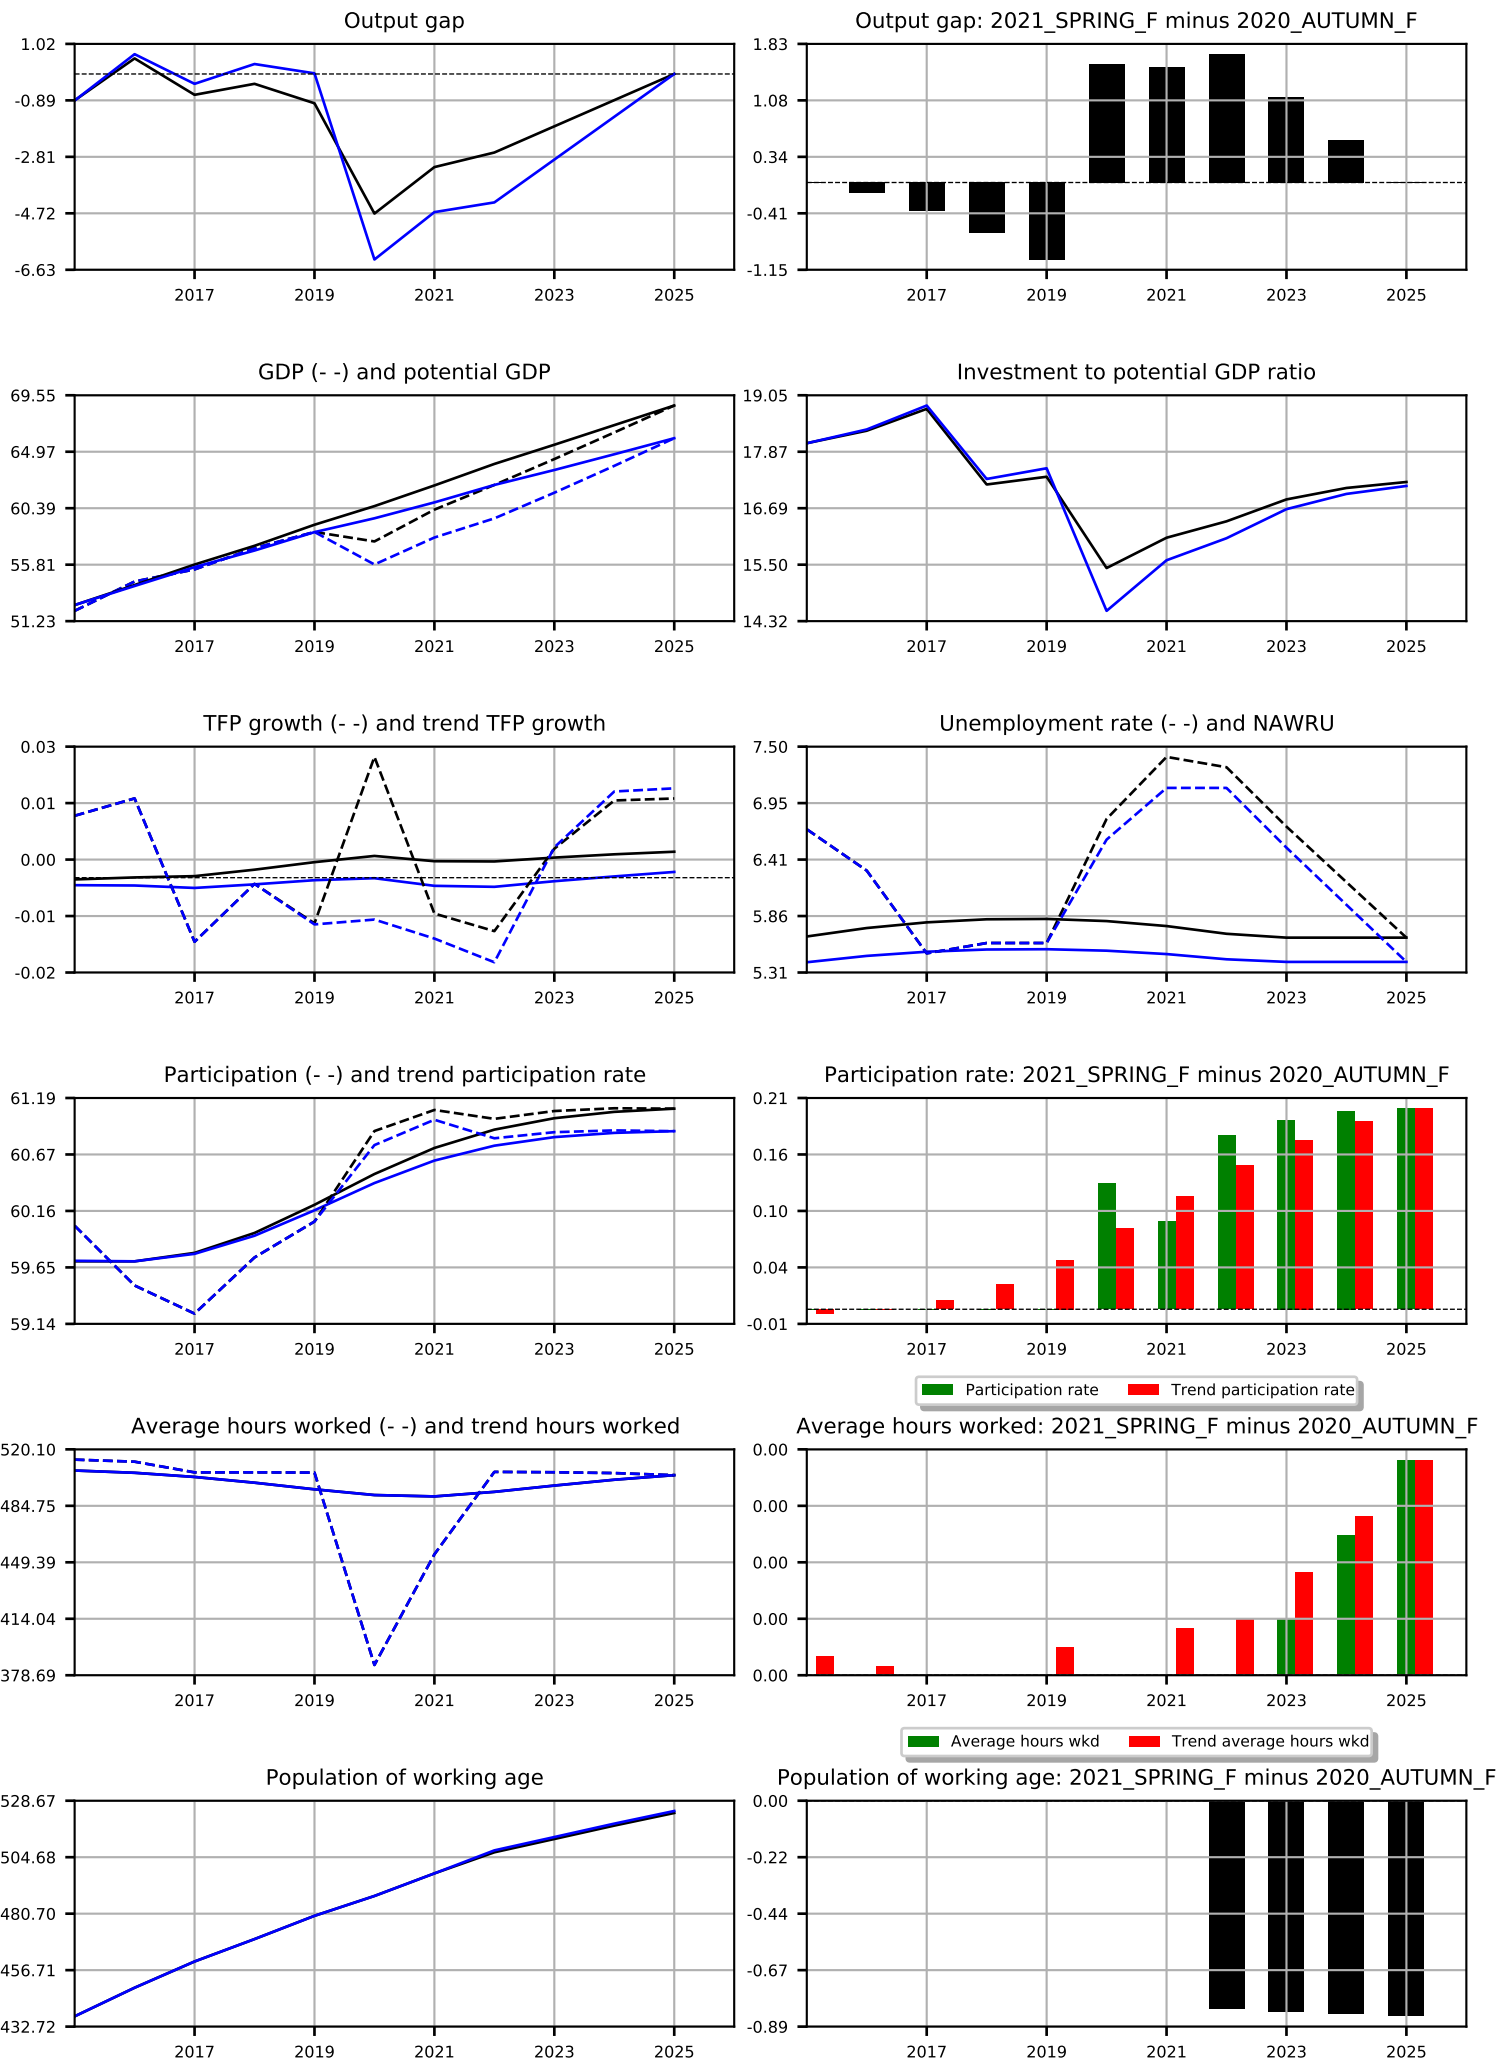 Output gap
1.02
-0.89
-2.81
-4.72
-6.63
2017 2019 2021 2023 2025
Output gap: 2021_SPRING_F minus 2020_AUTUMN_F
1.83
1.08
0.34
-0.41
-1.15
2017 2019 2021 2023 2025
GDP (- -) and potential GDP
69.55
64.97
60.39
55.81
51.23
2017 2019 2021 2023 2025
Investment to potential GDP ratio
19.05
17.87
16.69
15.50
14.32
2017 2019 2021 2023 2025
TFP growth (- -) and trend TFP growth
0.03
0.01
0.00
-0.01
-0.02
2017 2019 2021 2023 2025
Unemployment rate (- -) and NAWRU
7.50
6.95
6.41
5.86
5.31
2017 2019 2021 2023 2025
Participation (- -) and trend participation rate
61.19
60.67
60.16
59.65
59.14
2017 2019 2021 2023 2025
Participation rate: 2021_SPRING_F minus 2020_AUTUMN_F
0.21
0.16
0.10
0.04
-0.01
2017 2019 2021 2023 2025
Participation rate Trend participation rate
Average hours worked (- -) and trend hours worked
520.10
484.75
449.39
414.04
378.69
2017 2019 2021 2023 2025
Average hours worked: 2021_SPRING_F minus 2020_AUTUMN_F
0.00
0.00
0.00
0.00
0.00
2017 2019 2021 2023 2025
Average hours wkd Trend average hours wkd
Population of working age
528.67
504.68
480.70
456.71
432.72
2017 2019 2021 2023 2025
Population of working age: 2021_SPRING_F minus 2020_AUTUMN_F
0.00
-0.22
-0.44
-0.67
-0.89
2017 2019 2021 2023 2025